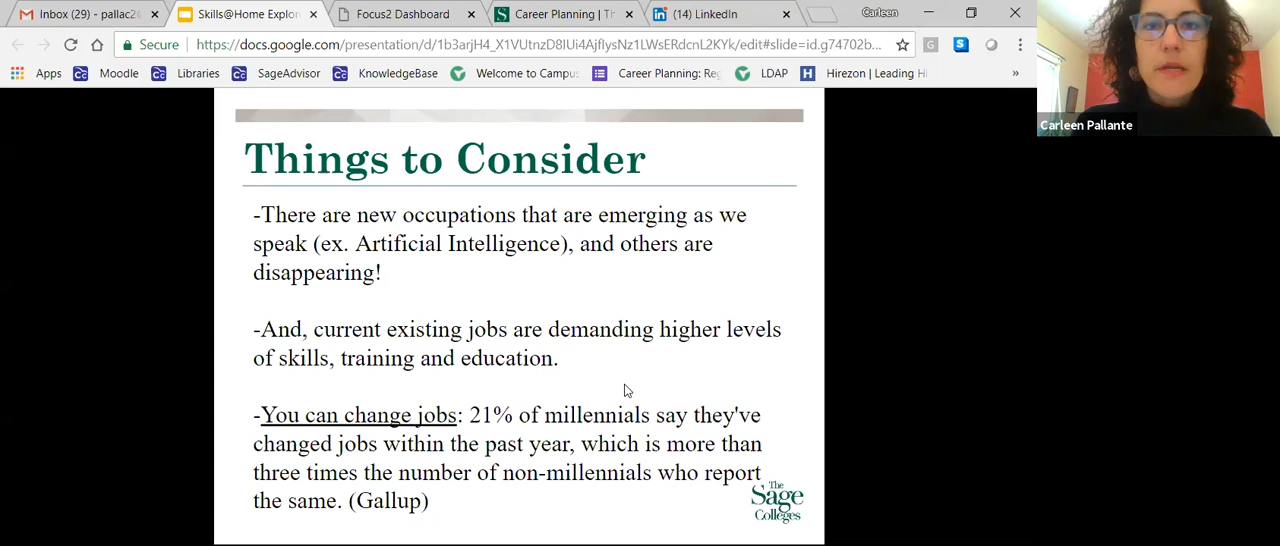 Inbox (29) - pallac2
Skills@Home Explor
Focus2 Dashboard
Career Planning | T
(14) LinkedIn
Carleen
Secure
https://docs.google.com/presentation/d/1b3arjH4_X1VUtnzD8IUi4AjflysNz1LWsERdcnL2KYk/edit#slide=id.g74702b...
Apps
Moodle
Libraries
SageAdvisor
KnowledgeBase
Welcome to Campus
Career Planning: Reg
LDAP
Hirezon | Leading Hi
»
Carleen Pallante
Things to Consider
-There are new occupations that are emerging as we
speak (ex. Artificial Intelligence), and others are
disappearing!
-And, current existing jobs are demanding higher levels
of skills, training and education.
-You can change jobs: 21% of millennials say they've
changed jobs within the past year, which is more than
three times the number of non-millennials who report
the same. (Gallup)
The
Sage
Colleges